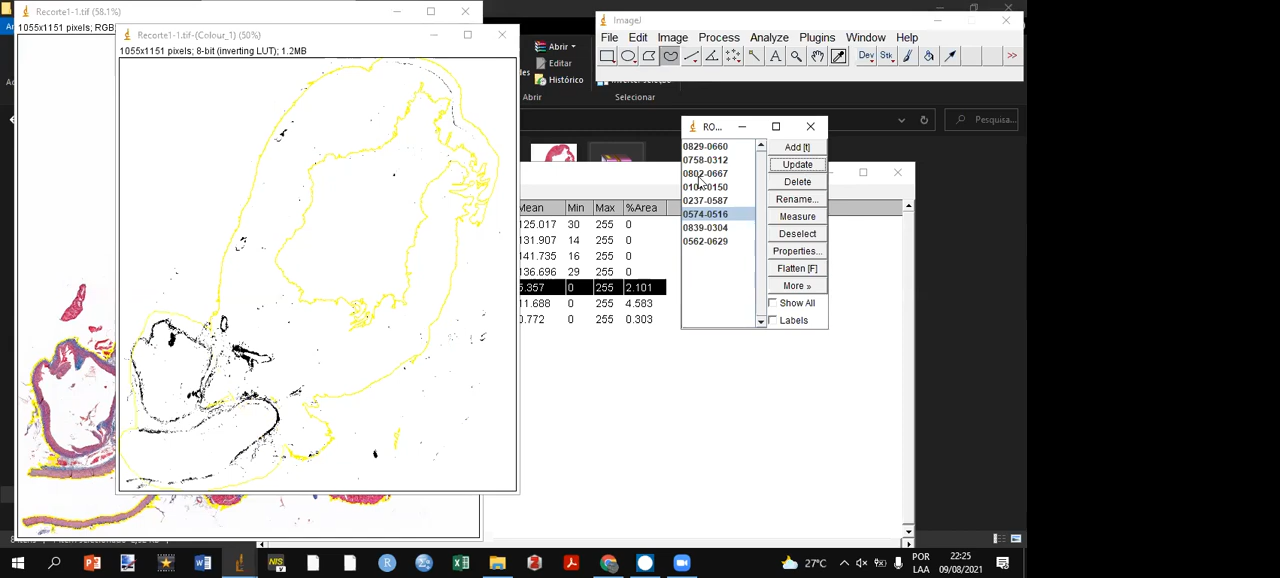 Recorte1-1.tif (58.1%)
1055x1151 pixels; RGB
Recorte1-1.tif-(Colour_1) (50%)
1055x1151 pixels; 8-bit (inverting LUT); 1.2MB
Abrir
Editar
Histórico
Abrir
Selecionar
Pesquisa...
ImageJ
File Edit Image Process Analyze Plugins Window Help
Dev Stk >>
RO...
0829-0660
0758-0312
0802-0667
0237-0587
0574-0516
0839-0304
0562-0629
Add [t]
Update
Delete
Rename...
Measure
Deselect
Properties...
Flatten [F]
More »
Show All
Labels
Mean Min Max %Area
125.017 30 255 0
131.907 14 255 0
141.735 16 255 0
136.696 29 255 0
5.357 0 255 2.101
11.688 0 255 4.583
0.772 0 255 0.303
27°C
POR
LAA
22:25
09/08/2021